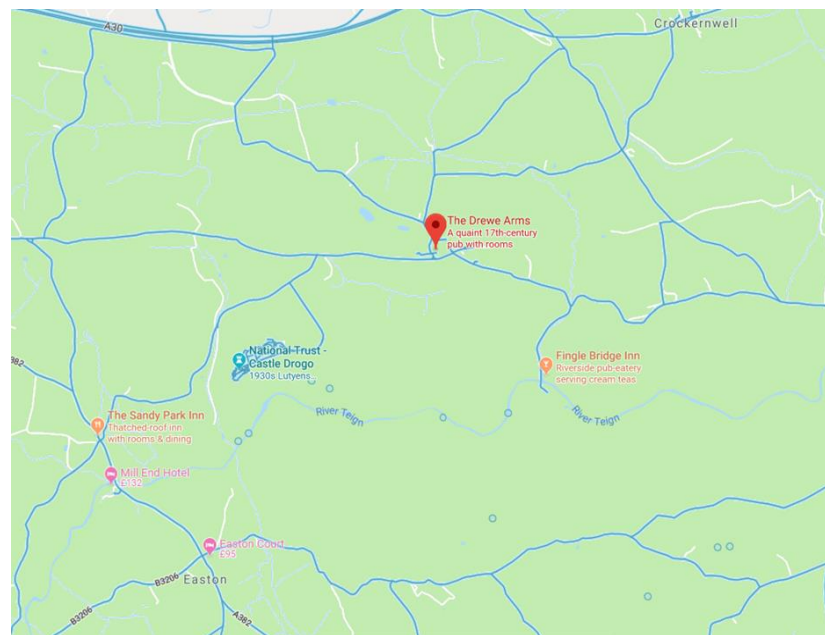 A30
Crockernwell
The Drewe Arms
A quaint 17th-century
pub with rooms
National Trust -
Castle Drogo
1930s Lutyens...
Fingle Bridge Inn
Riverside pub-eatery
serving cream teas
382
The Sandy Park Inn
Thatched-roof inn
with rooms & dining
River Teign
River Teign
Mill End Hotel
£132
Easton Court
£95
B3206
Easton
B3206
A382